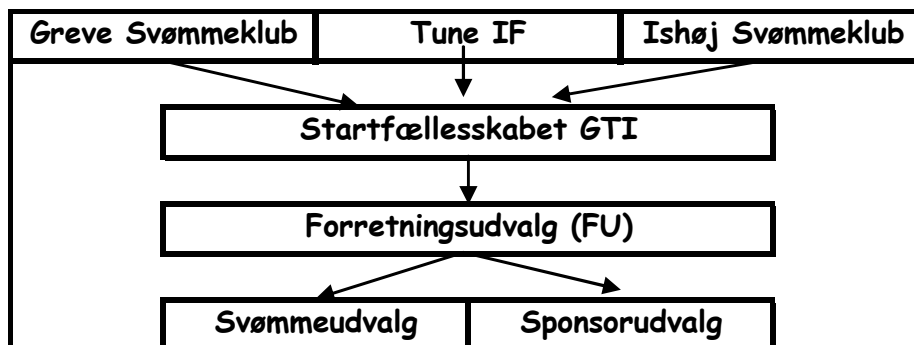 Greve Svømmeklub Tune IF Ishøj Svømmeklub
Startfællesskabet GTI
Forretningsudvalg (FU)
Svømmeudvalg Sponsorudvalg